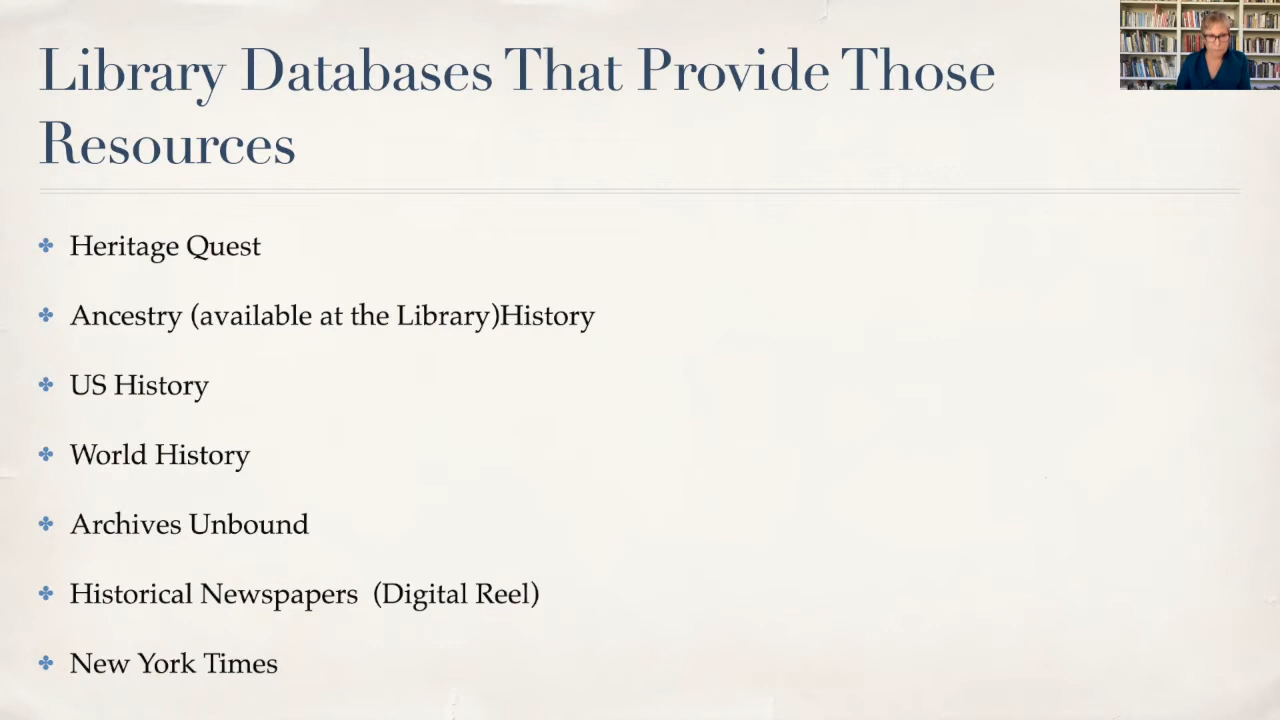 Library Databases That Provide Those
Resources
Heritage Quest
Ancestry (available at the Library)History
US History
World History
Archives Unbound
Historical Newspapers  (Digital Reel)
New York Times